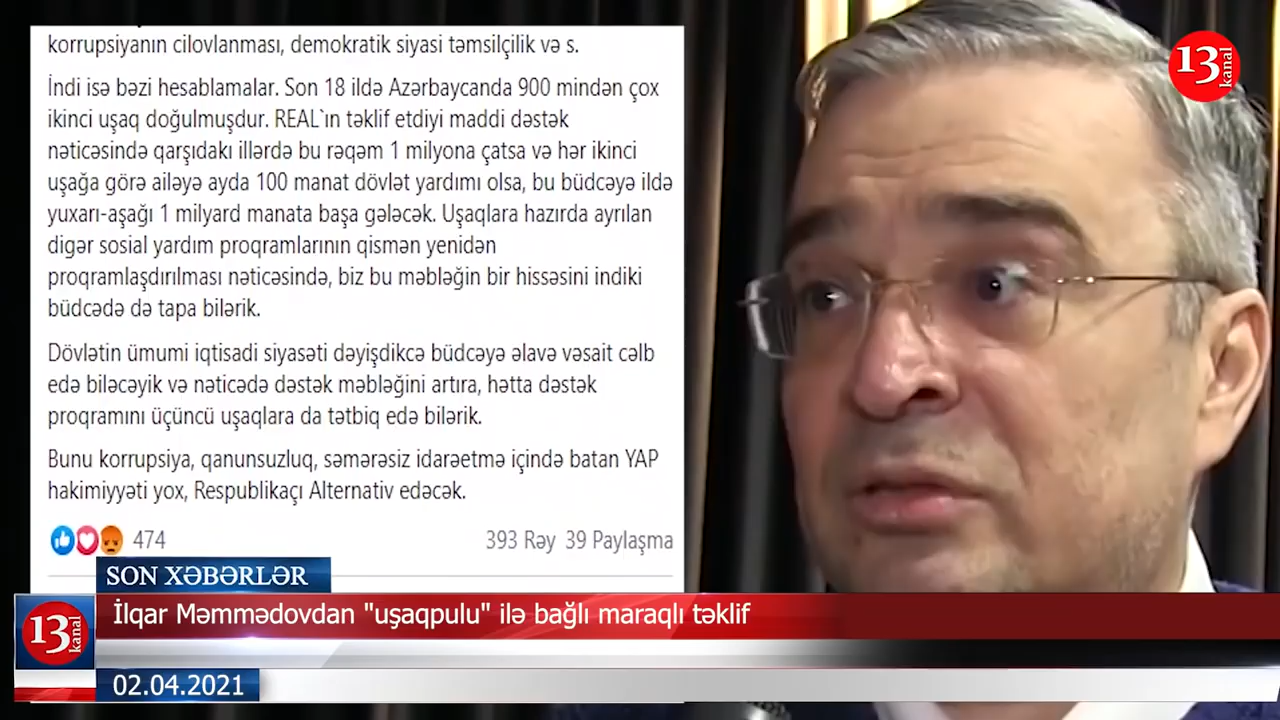 korrupsiyanın cilovlanması, demokratik siyasi təmsilçilik və s.
İndi isə bəzi hesablamalar. Son 18 ildə Azərbaycanda 900 mindən çox
ikinci uşaq doğulmuşdur. REAL`ın təklif etdiyi maddi dəstək
nəticəsində qarşıdakı illərdə bu rəqəm 1 milyona çatsa və hər ikinci
uşağa görə ailəyə ayda 100 manat dövlət yardımı olsa, bu büdcəyə ildə
yuxarı-aşağı 1 milyard manata başa gələcək. Uşaqlara hazırda ayrılan
digər sosial yardım proqramlarının qismən yenidən
proqramlaşdırılması nəticəsində, biz bu məbləğin bir hissəsini indiki
büdcədə də tapa bilərik.
Dövlətin ümumi iqtisadi siyasəti dəyişdikcə büdcəyə əlavə vəsait cəlb
edə biləcəyik və nəticədə dəstək məbləğini artıra, hətta dəstək
proqramını üçüncü uşaqlara da tətbiq edə bilərik.
Bunu korrupsiya, qanunsuzluq, səmərəsiz idarəetmə içində batan YAP
hakimiyyəti yox, Respublikaçı Alternativ edəcək.
474
393 Rəy 39 Paylaşma
13 kanal
SON XƏBƏRLƏR
13 kanal
İlqar Məmmədovdan "uşaqpulu" ilə bağlı maraqlı təklif
02.04.2021